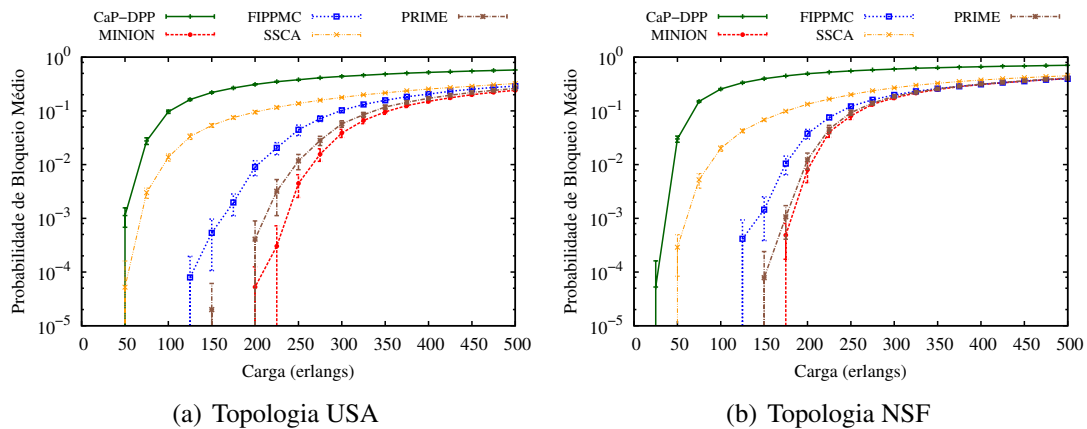 CaP-DPP FIPPMC PRIME
MINION SSCA
10^0
10^-1
10^-2
10^-3
10^-4
10^-5
Probabilidade de Bloqueio Médio
0 50 100 150 200 250 300 350 400 450 500
Carga (erlangs)
(a) Topologia USA
CaP-DPP FIPPMC PRIME
MINION SSCA
10^0
10^-1
10^-2
10^-3
10^-4
10^-5
Probabilidade de Bloqueio Médio
0 50 100 150 200 250 300 350 400 450 500
Carga (erlangs)
(b) Topologia NSF